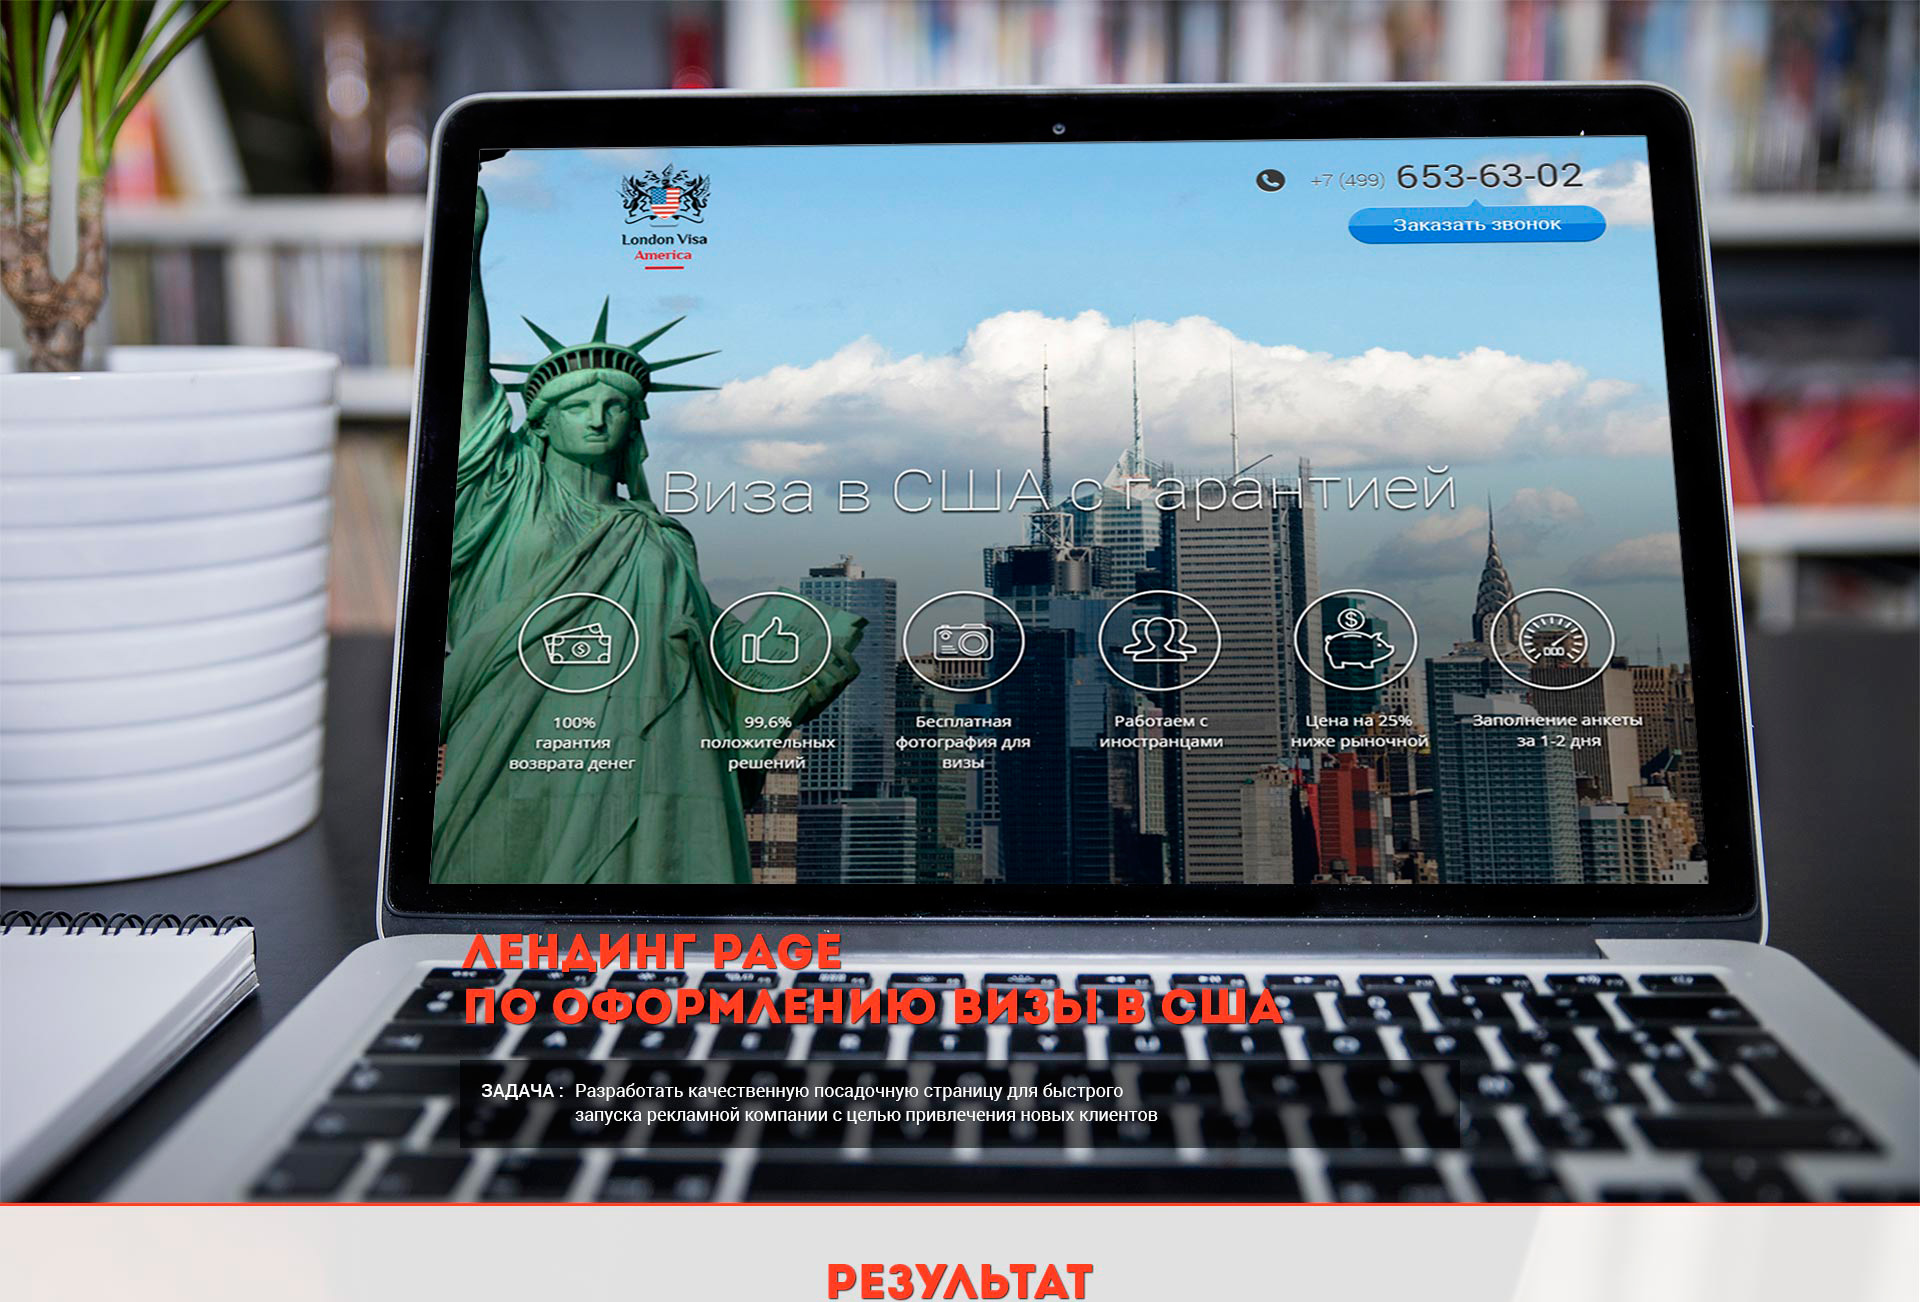 London Visa
America
+7 (499) 653-63-02
Заказать звонок
Виза в США с гарантией
100%
гарантия
возврата денег
99,6%
положительных
решений
Бесплатная
фотография для
визы
Работаем с
иностранцами
Цена на 25%
ниже рыночной
Заполнение анкеты
за 1-2 дня
ЛЕНДИНГ PAGE
ПО ОФОРМЛЕНИЮ ВИЗЫ В США
ЗАДАЧА : Разработать качественную посадочную страницу для быстрого
запуска рекламной компании с целью привлечения новых клиентов
РЕЗУЛЬТАТ